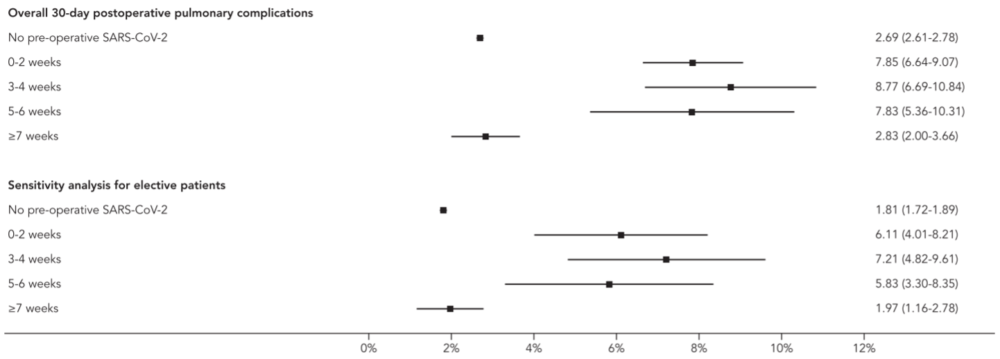 Overall 30-day postoperative pulmonary complications
No pre-operative SARS-CoV-2 2.69 (2.61-2.78)
0-2 weeks 7.85 (6.64-9.07)
3-4 weeks 8.77 (6.69-10.84)
5-6 weeks 7.83 (5.36-10.31)
≥7 weeks 2.83 (2.00-3.66)
Sensitivity analysis for elective patients
No pre-operative SARS-CoV-2 1.81 (1.72-1.89)
0-2 weeks 6.11 (4.01-8.21)
3-4 weeks 7.21 (4.82-9.61)
5-6 weeks 5.83 (3.30-8.35)
≥7 weeks 1.97 (1.16-2.78)
0% 2% 4% 6% 8% 10% 12%